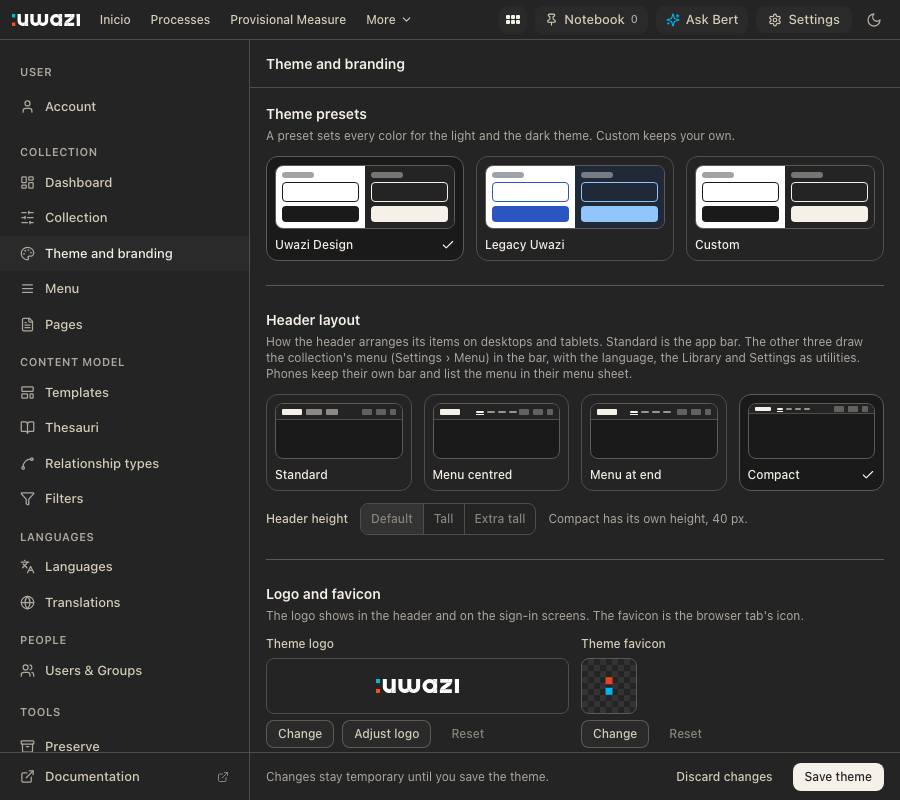 :uwazi
Inicio
Processes
Provisional Measure
More
Notebook 0
Ask Bert
Settings
USER
Account
COLLECTION
Dashboard
Collection
Theme and branding
Menu
Pages
CONTENT MODEL
Templates
Thesauri
Relationship types
Filters
LANGUAGES
Languages
Translations
PEOPLE
Users & Groups
TOOLS
Preserve
Documentation
Theme and branding
Theme presets
A preset sets every color for the light and the dark theme. Custom keeps your own.
Uwazi Design
Legacy Uwazi
Custom
Header layout
How the header arranges its items on desktops and tablets. Standard is the app bar. The other three draw
the collection's menu (Settings › Menu) in the bar, with the language, the Library and Settings as utilities.
Phones keep their own bar and list the menu in their menu sheet.
Standard
Menu centred
Menu at end
Compact
Header height
Default
Tall
Extra tall
Compact has its own height, 40 px.
Logo and favicon
The logo shows in the header and on the sign-in screens. The favicon is the browser tab's icon.
Theme logo
Theme favicon
:uwazi
Change
Adjust logo
Reset
Change
Reset
Changes stay temporary until you save the theme.
Discard changes
Save theme